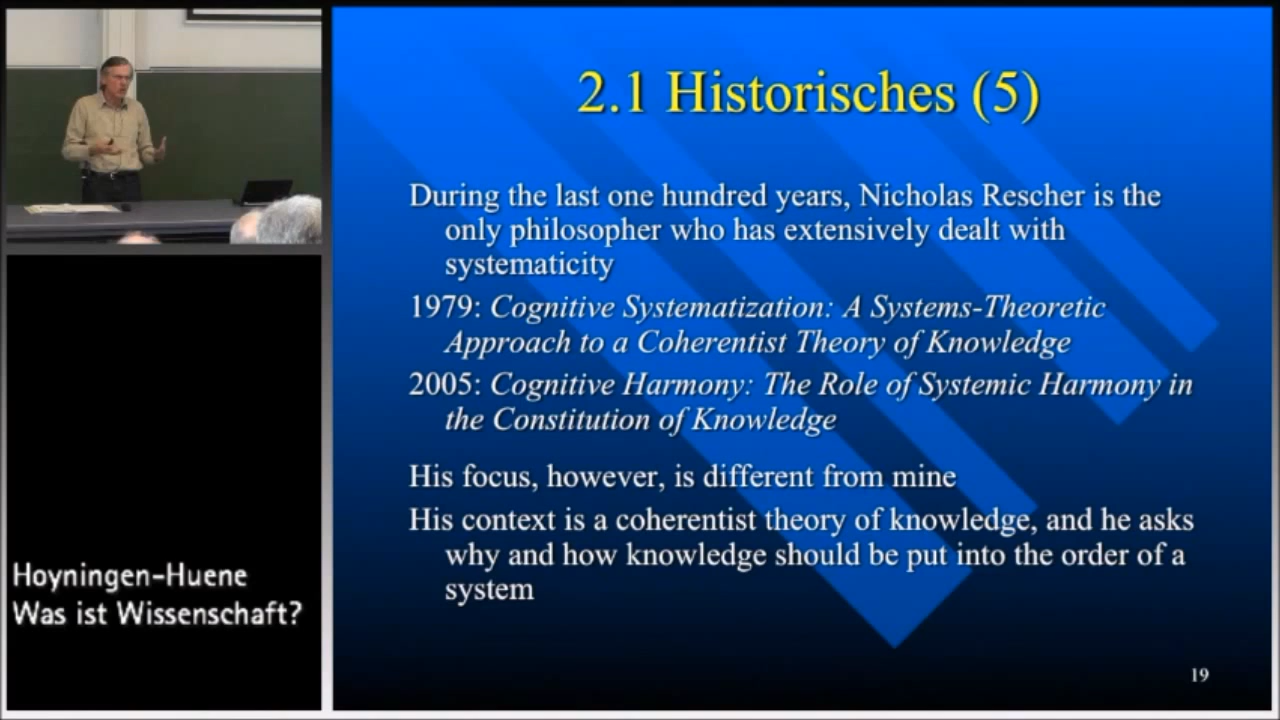 2.1 Historisches (5)
During the last one hundred years, Nicholas Rescher is the
only philosopher who has extensively dealt with
systematicity
1979: Cognitive Systematization: A Systems-Theoretic
Approach to a Coherentist Theory of Knowledge
2005: Cognitive Harmony: The Role of Systemic Harmony in
the Constitution of Knowledge
His focus, however, is different from mine
His context is a coherentist theory of knowledge, and he asks
why and how knowledge should be put into the order of a
system
19
Hoyningen-Huene
Was ist Wissenschaft?